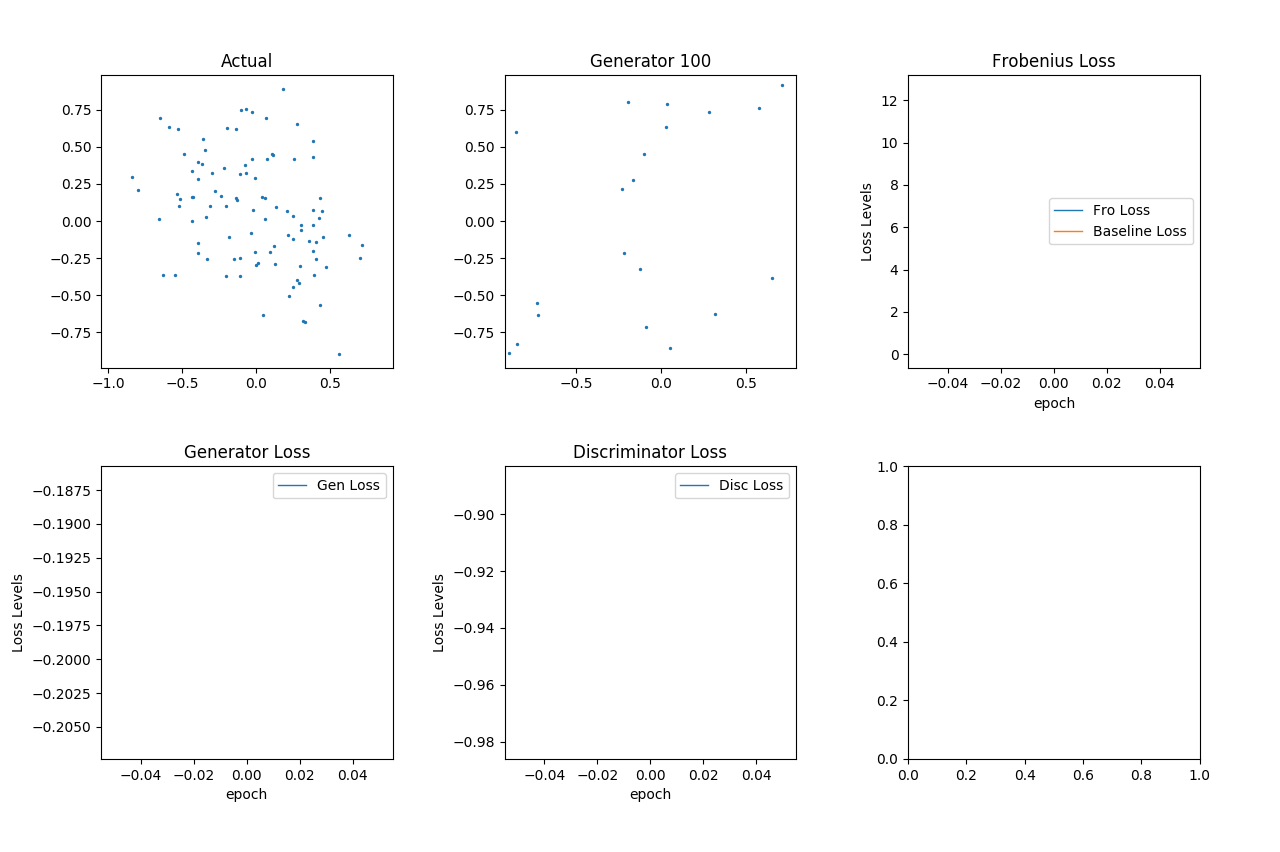 Actual
0.75
0.50
0.25
0.00
−0.25
−0.50
−0.75
−1.0 −0.5 0.0 0.5
Generator 100
0.75
0.50
0.25
0.00
−0.25
−0.50
−0.75
−0.5 0.0 0.5
Frobenius Loss
Loss Levels
12
10
8
6
4
2
0
Fro Loss
Baseline Loss
−0.04 −0.02 0.00 0.02 0.04
epoch
Generator Loss
Loss Levels
−0.1875
−0.1900
−0.1925
−0.1950
−0.1975
−0.2000
−0.2025
−0.2050
Gen Loss
−0.04 −0.02 0.00 0.02 0.04
epoch
Discriminator Loss
Loss Levels
−0.90
−0.92
−0.94
−0.96
−0.98
Disc Loss
−0.04 −0.02 0.00 0.02 0.04
epoch
1.0
0.8
0.6
0.4
0.2
0.0
0.0 0.2 0.4 0.6 0.8 1.0